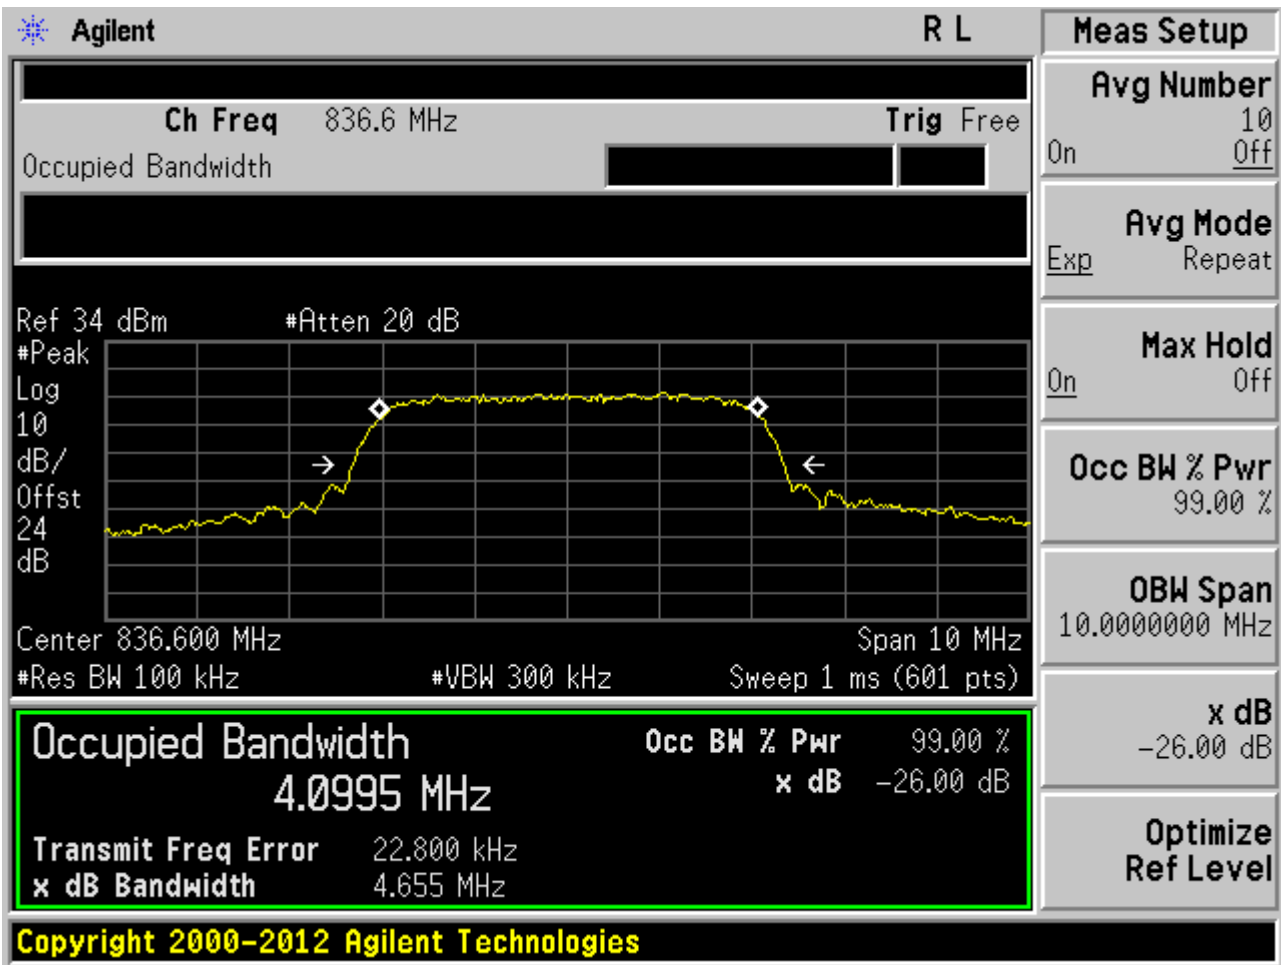 Agilent R L Meas Setup
Ch Freq 836.6 MHz Trig Free
Occupied Bandwidth
Avg Number
10
On Off
Avg Mode
Exp Repeat
Max Hold
On Off
Occ BW % Pwr
99.00 %
OBW Span
10.0000000 MHz
x dB
-26.00 dB
Optimize
Ref Level
Ref 34 dBm #Atten 20 dB
#Peak
Log
10
dB/
Offst
24
dB
Center 836.600 MHz Span 10 MHz
#Res BW 100 kHz #VBW 300 kHz Sweep 1 ms (601 pts)
Occupied Bandwidth Occ BW % Pwr 99.00 %
4.0995 MHz x dB -26.00 dB
Transmit Freq Error 22.800 kHz
x dB Bandwidth 4.655 MHz
Copyright 2000-2012 Agilent Technologies